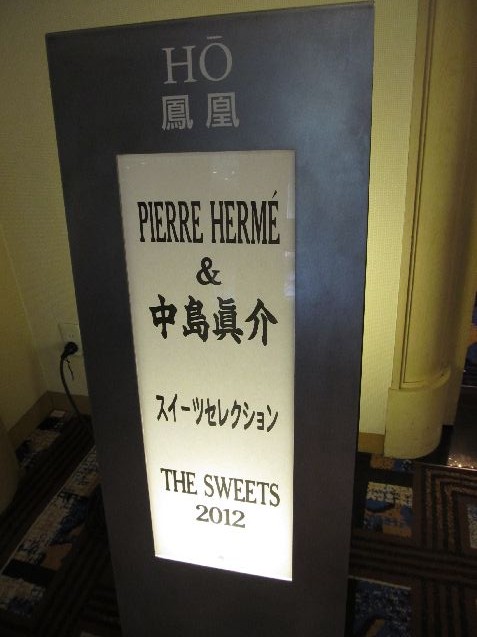 HŌ
鳳凰
PIERRE HERMÉ
&
中島眞介
スイーツセレクション
THE SWEETS
2012